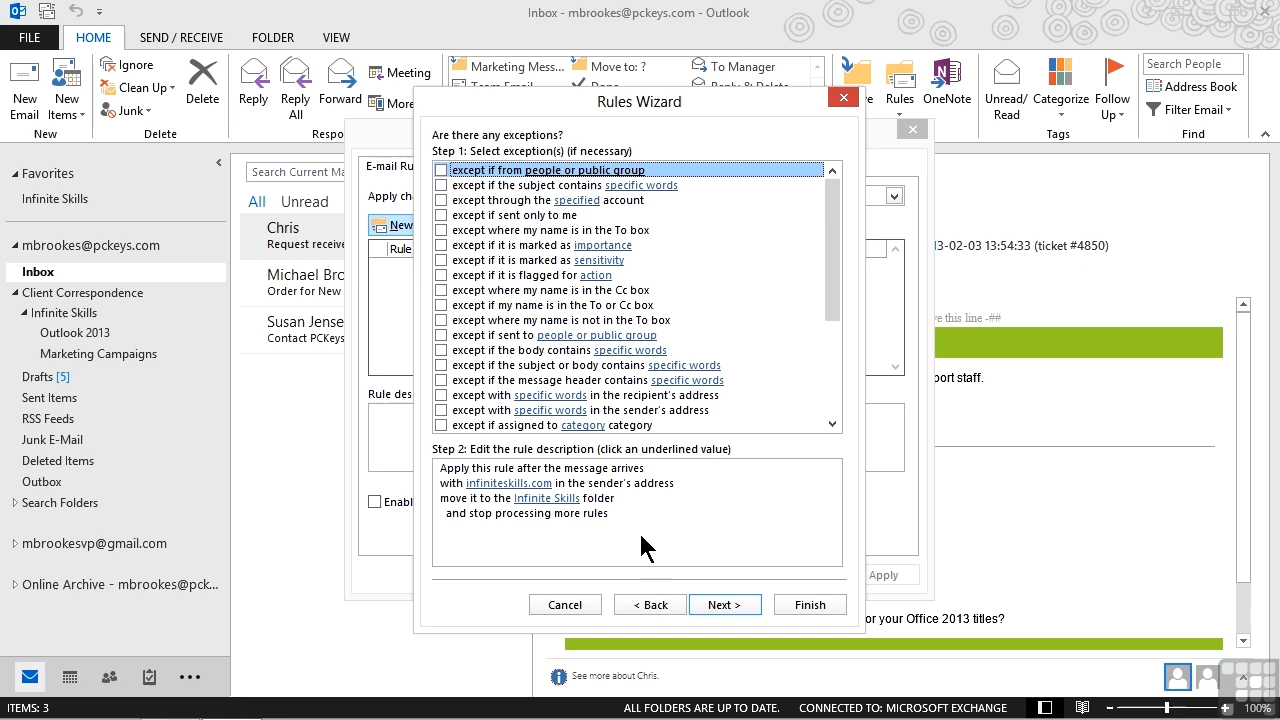 Inbox - mbrookes@pckeys.com - Outlook
FILE
HOME
SEND / RECEIVE
FOLDER
VIEW
New Email
New Items
New
Ignore
Clean Up
Junk
Delete
Delete
Reply
Reply All
Forward
Meeting
More
Respo
Marketing Mess...
Move to: ?
To Manager
Team Email
Done
Reply & Delete
Rules
OneNote
Unread/ Read
Categorize
Follow Up
Tags
Search People
Address Book
Filter Email
Find
Favorites
Infinite Skills
mbrookes@pckeys.com
Inbox
Client Correspondence
Infinite Skills
Outlook 2013
Marketing Campaigns
Drafts [5]
Sent Items
RSS Feeds
Junk E-Mail
Deleted Items
Outbox
Search Folders
mbrookesvp@gmail.com
Online Archive - mbrookes@pck...
Search Current Ma
All Unread
Chris
Request receive
Michael Bro
Order for New
Susan Jense
Contact PCKeys
E-mail Ru
Apply cha
New
Rule
Rule des
Enabl
Apply
Rules Wizard
Are there any exceptions?
Step 1: Select exception(s) (if necessary)
except if from people or public group
except if the subject contains specific words
except through the specified account
except if sent only to me
except where my name is in the To box
except if it is marked as importance
except if it is marked as sensitivity
except if it is flagged for action
except where my name is in the Cc box
except if my name is in the To or Cc box
except where my name is not in the To box
except if sent to people or public group
except if the body contains specific words
except if the subject or body contains specific words
except if the message header contains specific words
except with specific words in the recipient's address
except with specific words in the sender's address
except if assigned to category category
Step 2: Edit the rule description (click an underlined value)
Apply this rule after the message arrives
with infiniteskills.com in the sender's address
move it to the Infinite Skills folder
and stop processing more rules
Cancel
< Back
Next >
Finish
3-02-03 13:54:33 (ticket #4850)
e this line -##
port staff.
or your Office 2013 titles?
See more about Chris.
ITEMS: 3
ALL FOLDERS ARE UP TO DATE.
CONNECTED TO: MICROSOFT EXCHANGE
100%